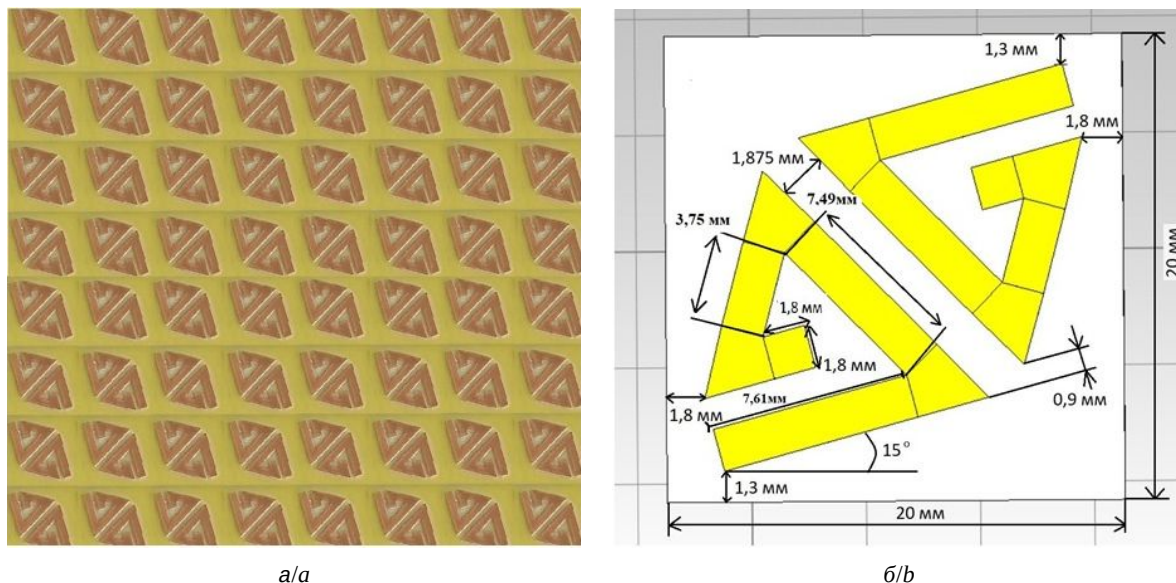 1,3 мм
1,8 мм
1,875 мм
7,49мм
3,75 мм
20 мм
1,8 мм
1,8 мм
7,61мм
1,8 мм
0,9 мм
15°
1,3 мм
20 мм
а/a
б/b